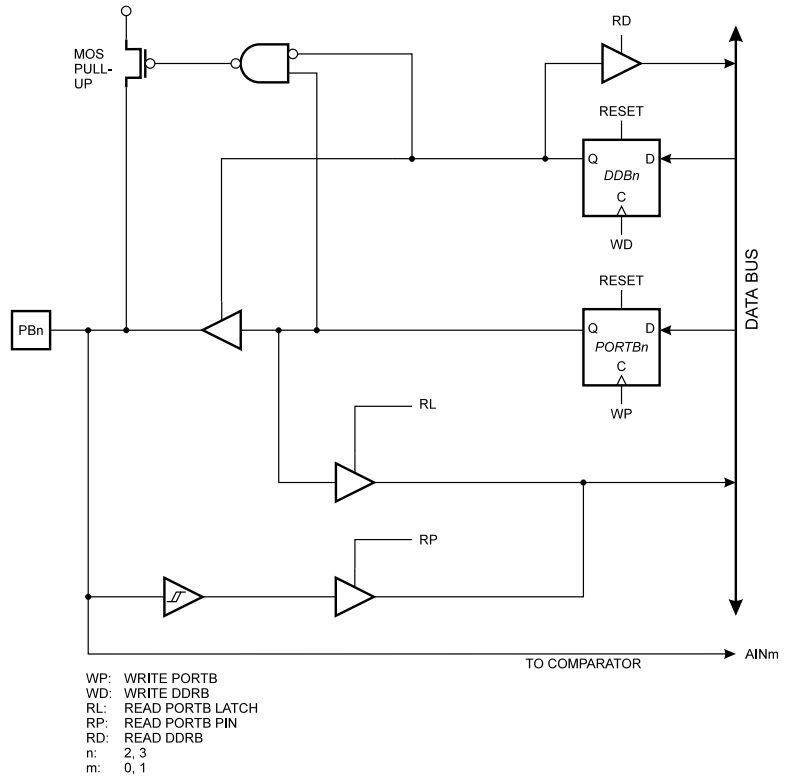 RD
MOS
PULL-
UP
RESET
Q D
DDBn
C
WD
DATA BUS
RESET
PBn
Q D
PORTBn
C
WP
RL
RP
TO COMPARATOR
AINm
WP: WRITE PORTB
WD: WRITE DDRB
RL: READ PORTB LATCH
RP: READ PORTB PIN
RD: READ DDRB
n: 2, 3
m: 0, 1